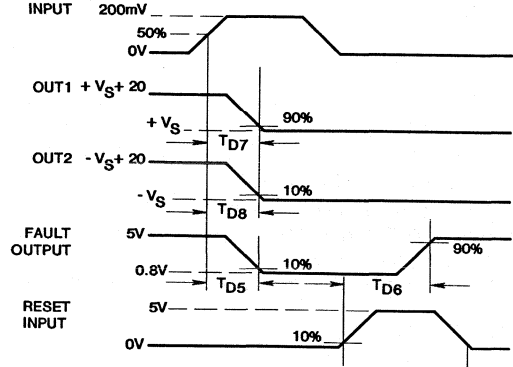 INPUT 200mV
50%
0V
OUT1 + VS+ 20
90%
+ VS
TD7
OUT2 - VS+ 20
10%
- VS
TD8
FAULT OUTPUT 5V
90%
10%
0.8V
TD5 TD6
RESET INPUT 5V
10%
0V